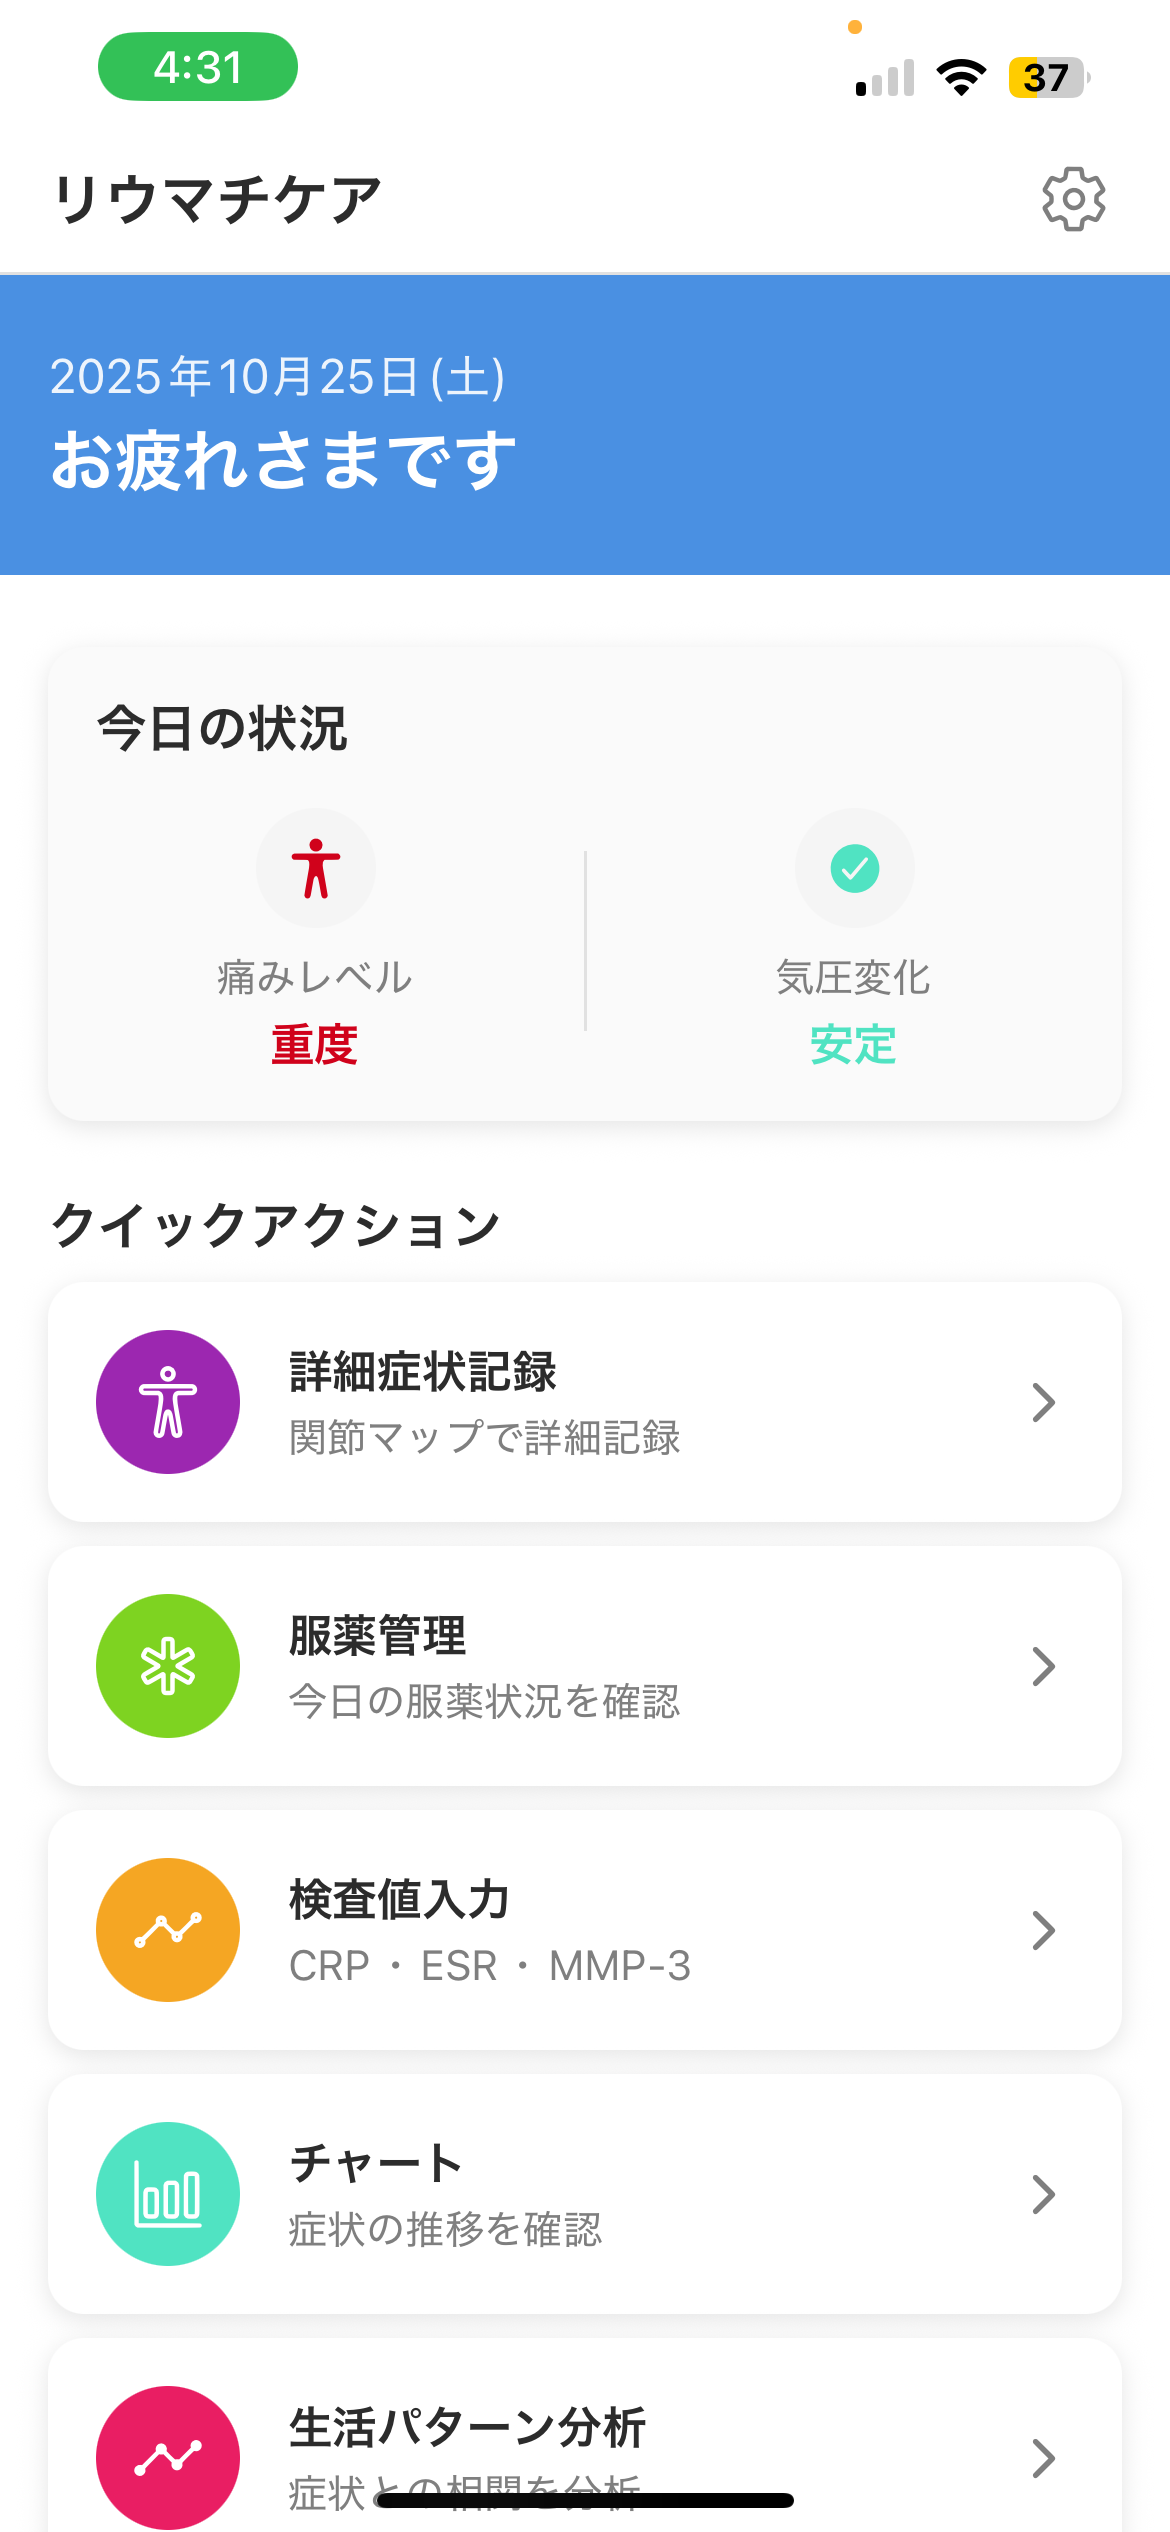 4:31
37
リウマチケア
2025年10月25日(土)
お疲れさまです
今日の状況
痛みレベル
重度
気圧変化
安定
クイックアクション
詳細症状記録
関節マップで詳細記録
服薬管理
今日の服薬状況を確認
検査値入力
CRP・ESR・MMP-3
チャート
症状の推移を確認
生活パターン分析
症状との相関を分析